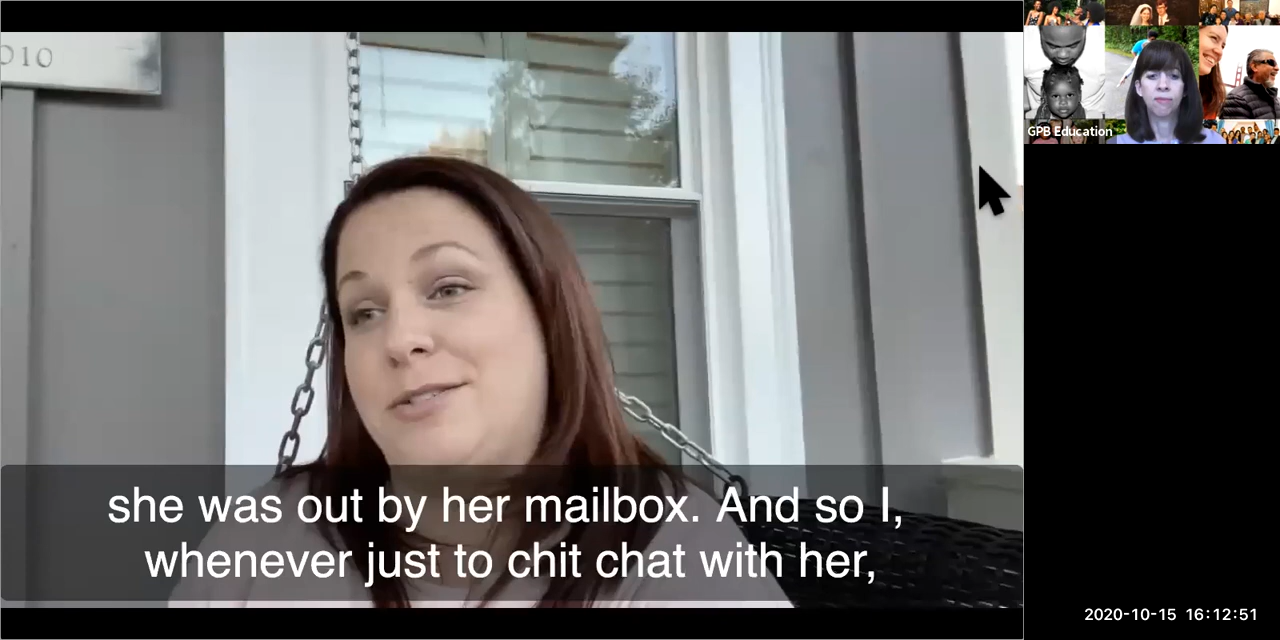 010
GPB Education
she was out by her mailbox. And so I,
whenever just to chit chat with her,
2020-10-15 16:12:51